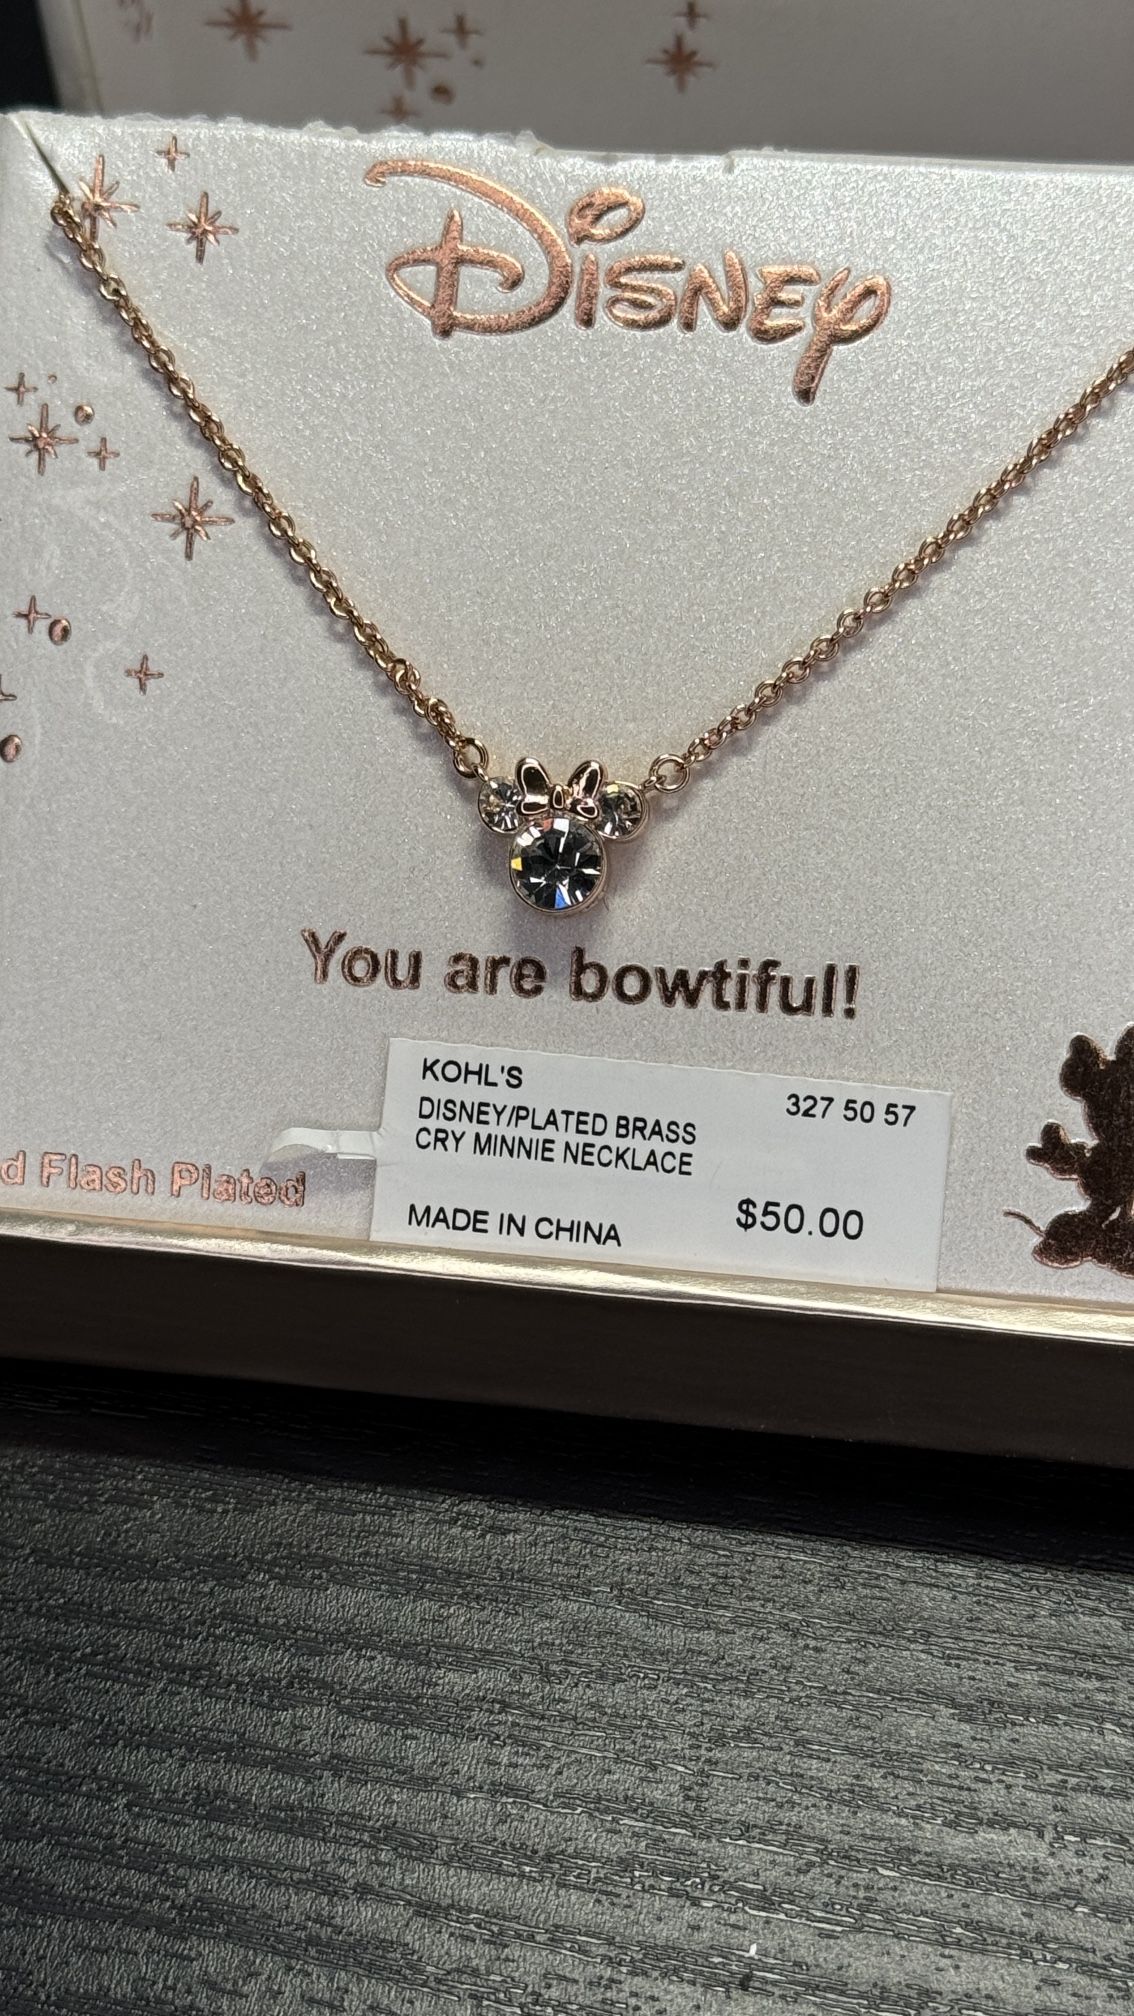 Disney
You are bowtiful!
KOHL'S
327 50 57
DISNEY/PLATED BRASS
CRY MINNIE NECKLACE
d Flash Plated
MADE IN CHINA
$50.00